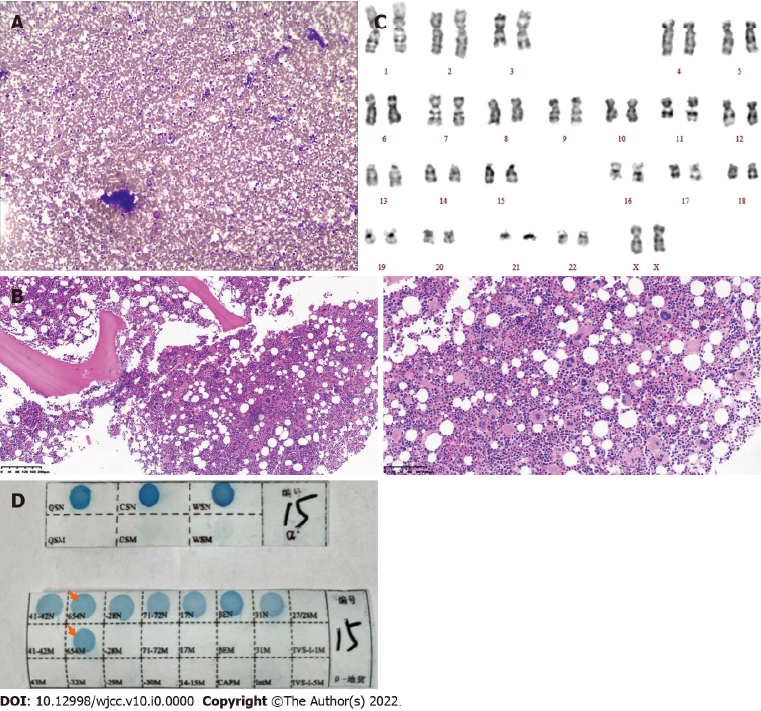 A
C
1 2 3 4 5
6 7 8 9 10 11 12
13 14 15 16 17 18
19 20 21 22 X X
B
D
QSN CSN WSN 编号
QSM CSM WSM 15
α
41-42N 654N -28N 71-72N 17N βEN 31N 27/28M 编号
41-42M 654M -28M 71-72M 17M βEM 31M IVS-I-1M 15
43M -32M -29M -30M 14-15M CAPM IntM IVS-I-5M β-地贫
DOI: 10.12998/wjcc.v10.i0.0000 Copyright ©The Author(s) 2022.